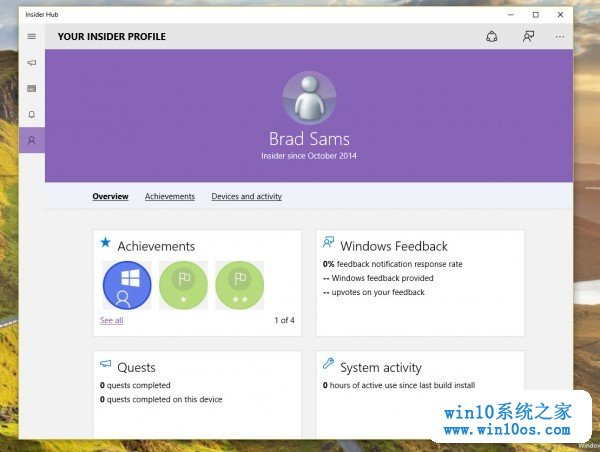 Insider Hub
YOUR INSIDER PROFILE
Brad Sams
Insider since October 2014
Overview
Achievements
Devices and activity
Achievements
See all
1 of 4
Windows Feedback
0% feedback notification response rate
-- Windows feedback provided
-- upvotes on your feedback
Quests
0 quests completed
0 quests completed on this device
System activity
0 hours of active use since last build install
win10系统之家
www.win10os.com
Window